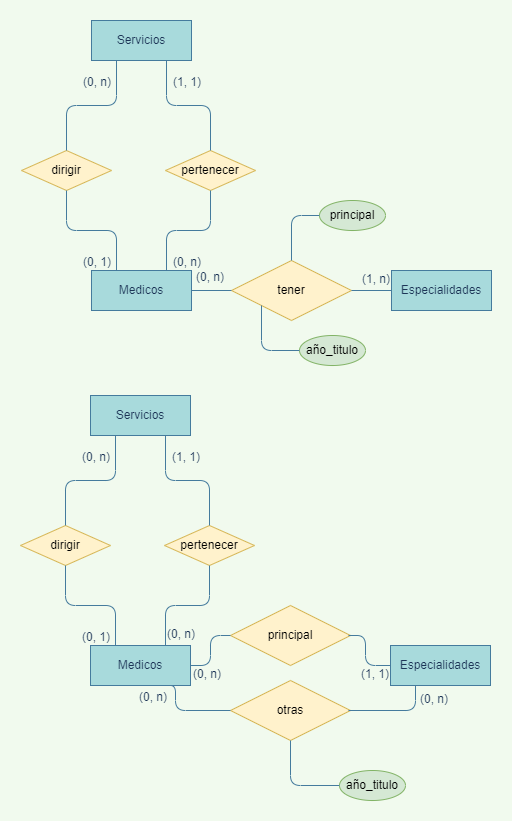 Servicios
(0, n)
(1, 1)
dirigir
pertenecer
principal
(0, 1)
(0, n)
(0, n)
(1, n)
Medicos
tener
Especialidades
año_titulo
Servicios
(0, n)
(1, 1)
dirigir
pertenecer
(0, 1)
(0, n)
principal
Medicos
Especialidades
(0, n)
(1, 1)
(0, n)
(0, n)
otras
año_titulo